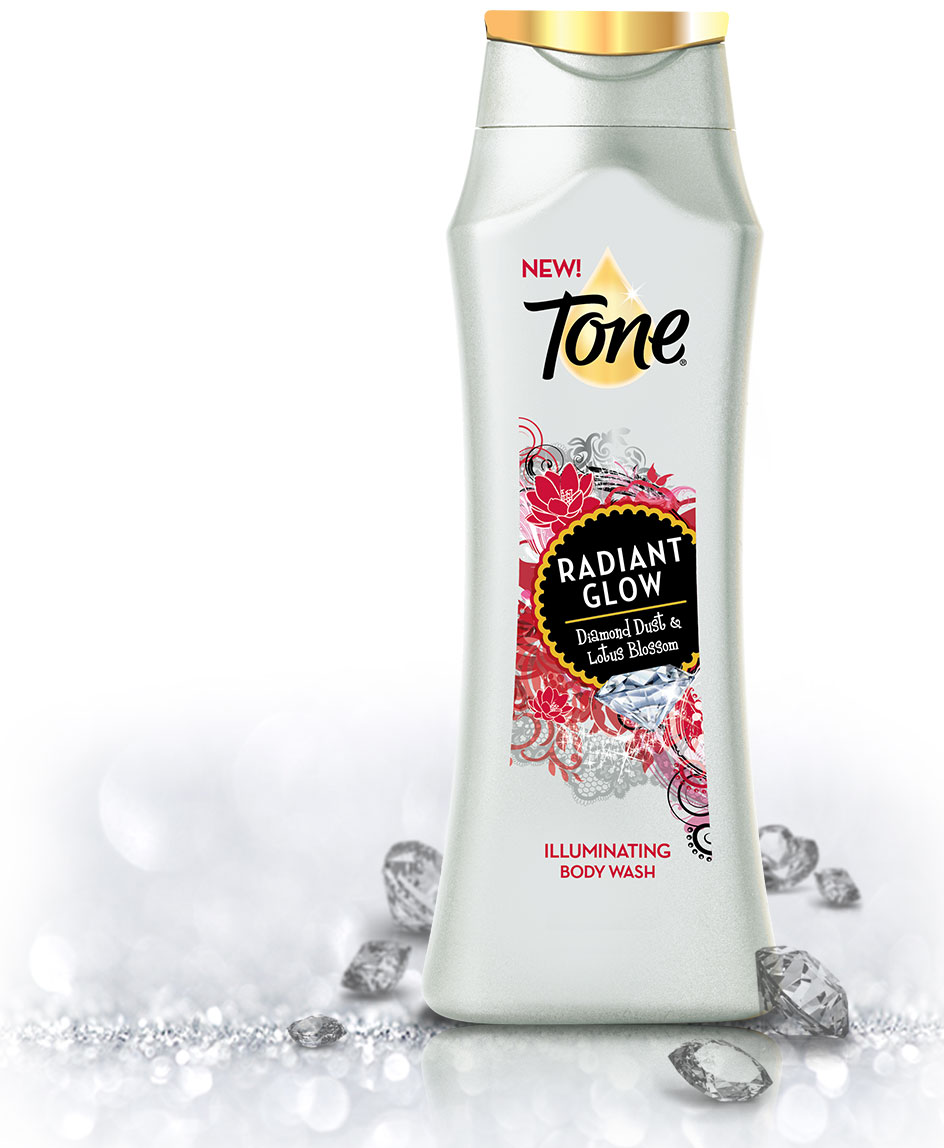 NEW!
Tone®
RADIANT
GLOW
Diamond Dust &
Lotus Blossom
ILLUMINATING
BODY WASH